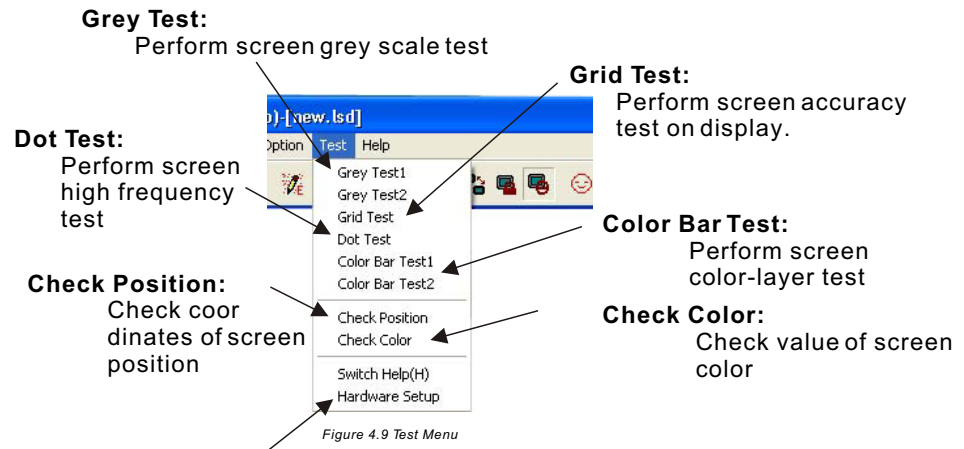 Grey Test:
Perform screen grey scale test
Grid Test:
Perform screen accuracy
test on display.
Dot Test:
Perform screen
high frequency
test
Check Position:
Check coor
dinates of screen
position
Color Bar Test:
Perform screen
color-layer test
Check Color:
Check value of screen
color
o)-[new.lsd]
Option Test Help
Grey Test1
Grey Test2
Grid Test
Dot Test
Color Bar Test1
Color Bar Test2
Check Position
Check Color
Switch Help(H)
Hardware Setup
Figure 4.9 Test Menu